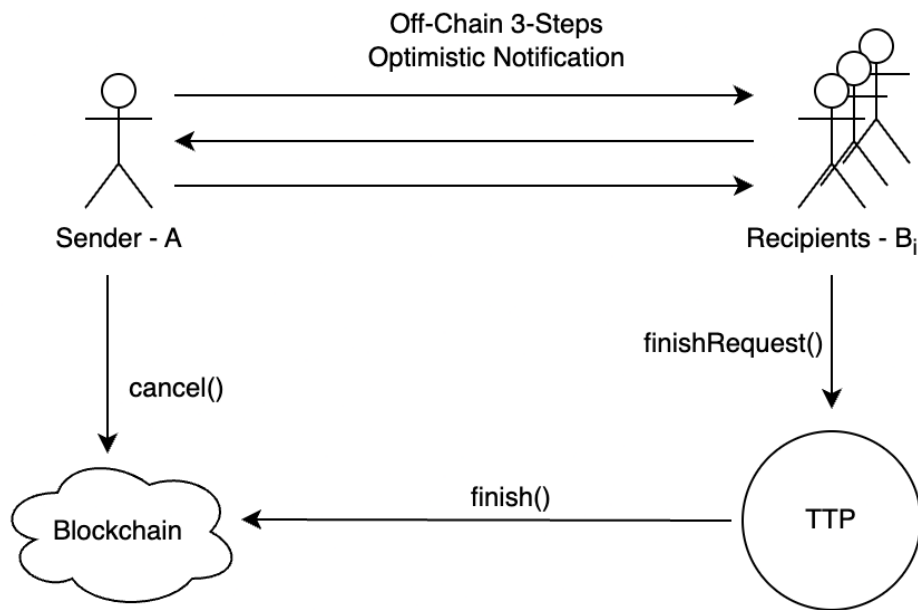 Off-Chain 3-Steps
Optimistic Notification
Sender - A
Recipients - Bᵢ
finishRequest()
cancel()
finish()
Blockchain
TTP